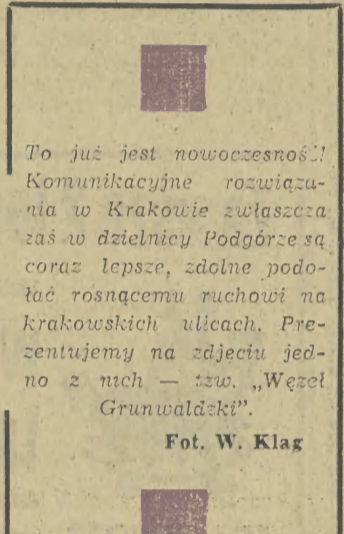 To już jest nowoczesność!
Komunikacyjne rozwiąza-
nia w Krakowie zwłaszcza
zaś w dzielnicy Podgórze są
coraz lepsze, zdolne podo-
łać rosnącemu ruchowi na
krakowskich ulicach. Pre-
zentujemy na zdjęciu jed-
no z nich — tzw. „Węzeł
Grunwaldzki”.
Fot. W. Klag